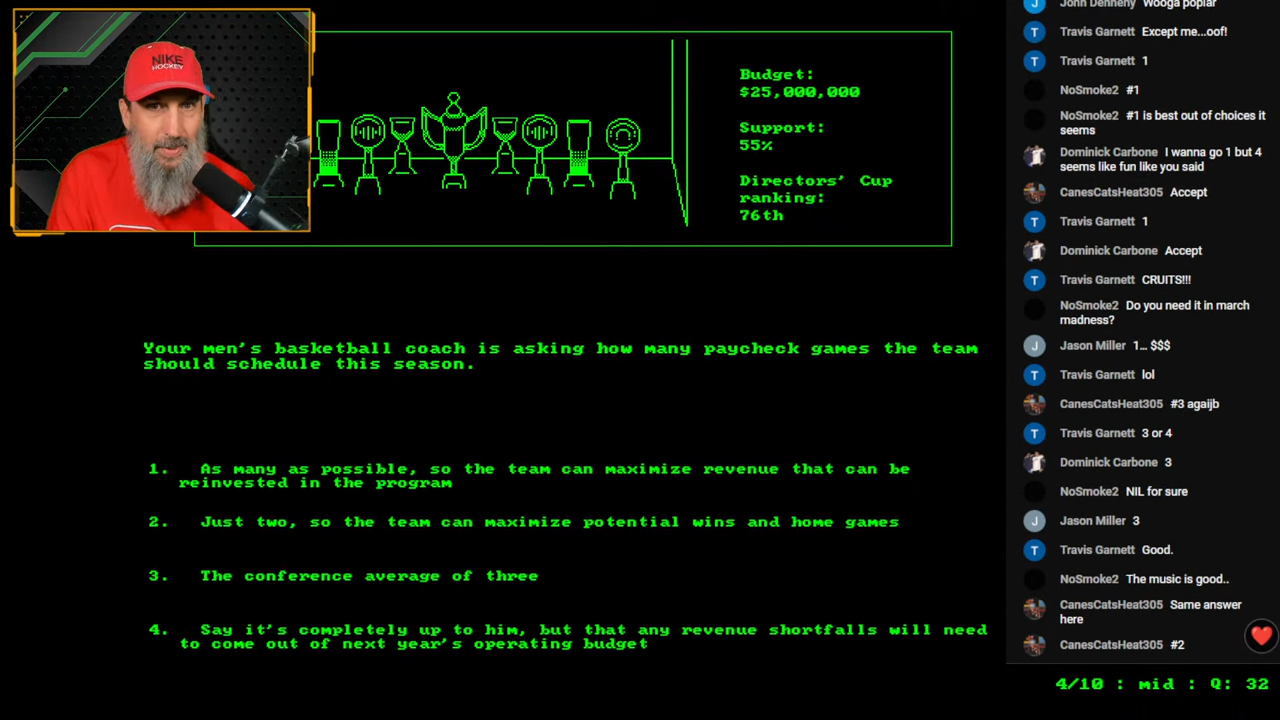 NIKE
HOCKEY
Budget:
$25,000,000
Support:
55%
Directors' Cup
ranking:
76th
Your men's basketball coach is asking how many paycheck games the team
should schedule this season.
1. As many as possible, so the team can maximize revenue that can be
reinvested in the program
2. Just two, so the team can maximize potential wins and home games
3. The conference average of three
4. Say it's completely up to him, but that any revenue shortfalls will need
to come out of next year's operating budget
J John Denneny Wooga poplar
T Travis Garnett Except me...oof!
T Travis Garnett 1
NoSmoke2 #1
NoSmoke2 #1 is best out of choices it
seems
Dominick Carbone I wanna go 1 but 4
seems like fun like you said
CanesCatsHeat305 Accept
T Travis Garnett 1
Dominick Carbone Accept
T Travis Garnett CRUITS!!!
NoSmoke2 Do you need it in march
madness?
J Jason Miller 1... $$$
T Travis Garnett lol
CanesCatsHeat305 #3 agaijb
T Travis Garnett 3 or 4
Dominick Carbone 3
NoSmoke2 NIL for sure
J Jason Miller 3
T Travis Garnett Good.
NoSmoke2 The music is good..
CanesCatsHeat305 Same answer
here
CanesCatsHeat305 #2
4/10 : mid : Q: 32